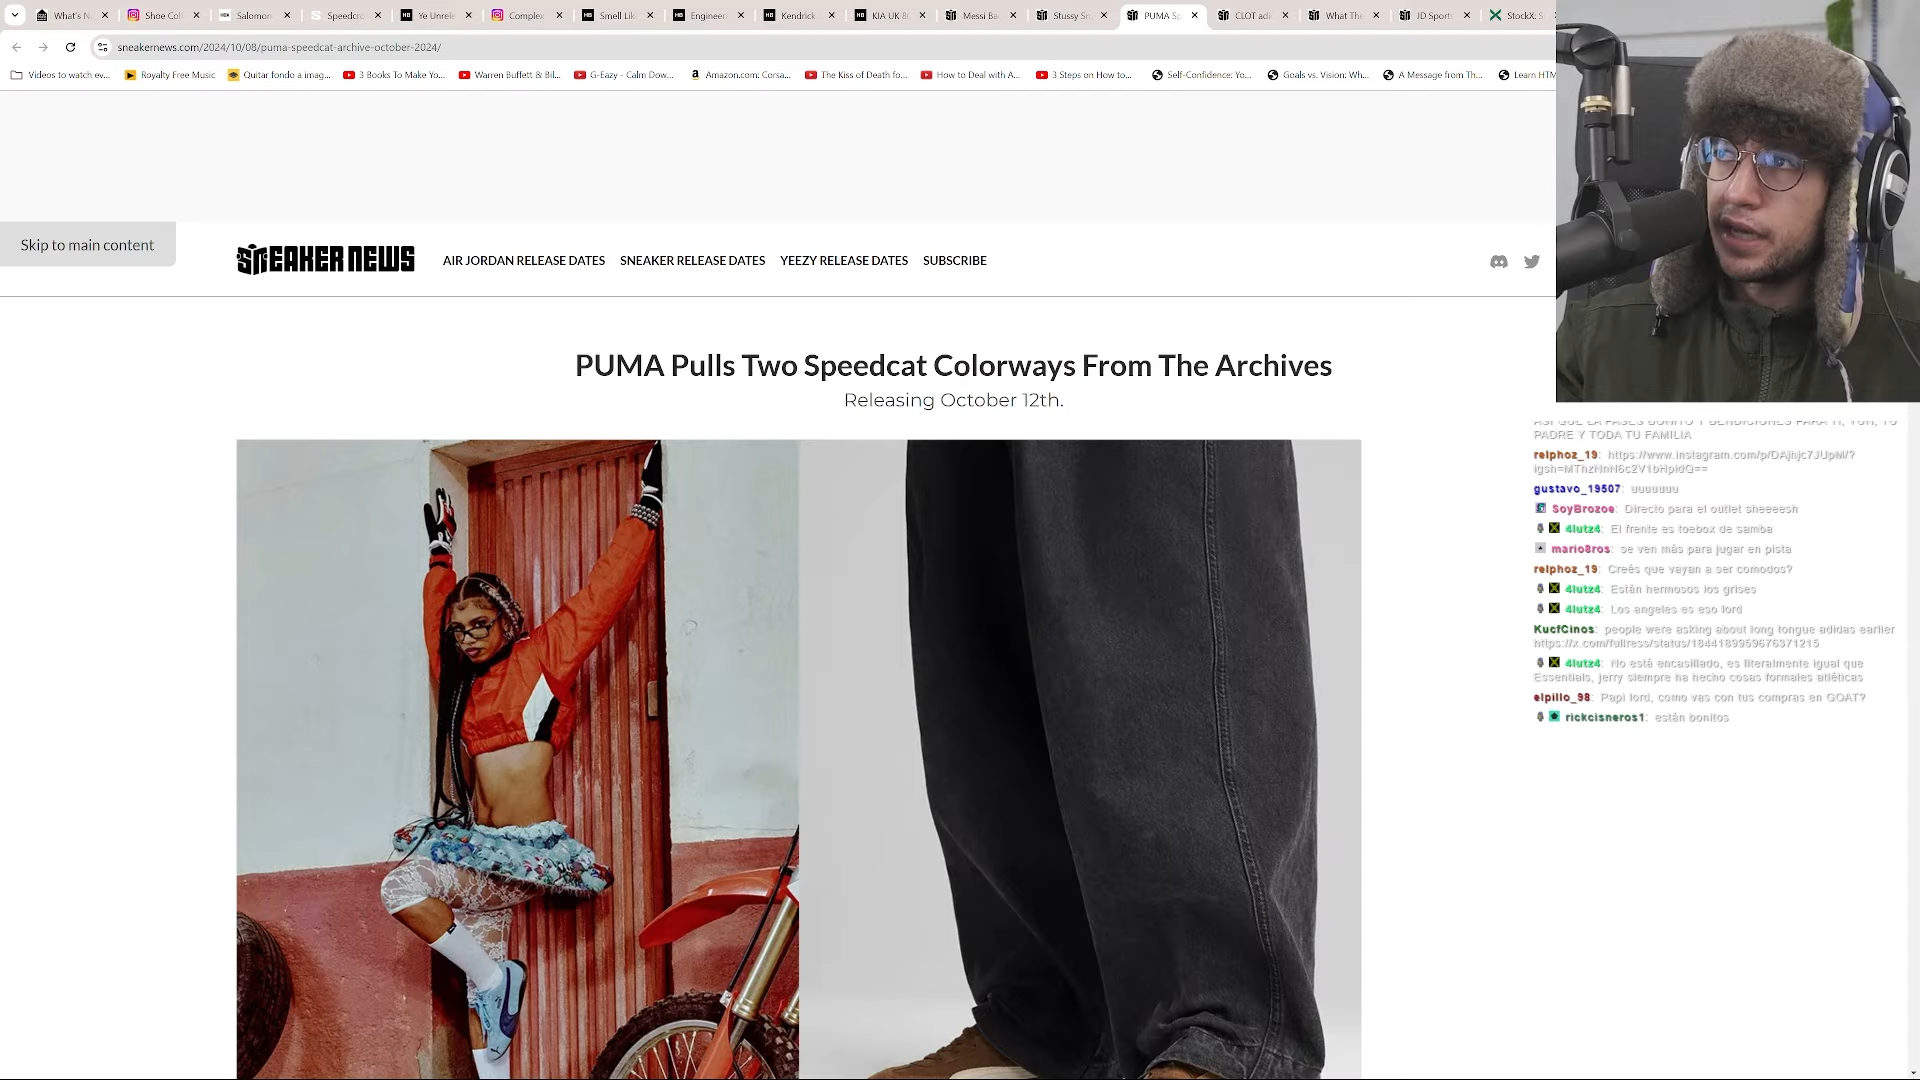 What's N
Shoe Col
Salomon
Speedcro
Ye Unrele
Complex
Smell Lik
Engineere
Kendrick
KIA UK 8
Messi Ba
Stussy Sn
PUMA Sp
CLOT adi
What The
JD Sports
StockX: S
sneakernews.com/2024/10/08/puma-speedcat-archive-october-2024/
Videos to watch ev...
Royalty Free Music
Quitar fondo a imag...
3 Books To Make Yo...
Warren Buffett & Bil...
G-Eazy - Calm Dow...
Amazon.com: Corsa...
The Kiss of Death fo...
How to Deal with A...
3 Steps on How to...
Self-Confidence: Yo...
Goals vs. Vision: Wh...
A Message from Th...
Learn HTM
Skip to main content
SNEAKER NEWS
AIR JORDAN RELEASE DATES
SNEAKER RELEASE DATES
YEEZY RELEASE DATES
SUBSCRIBE
PUMA Pulls Two Speedcat Colorways From The Archives
Releasing October 12th.
PADRE Y TODA TU FAMILIA
relphoz_19: https://www.instagram.com/p/DAjhjc7JUpM/?
gustavo_19507: uuuuuuu
SoyBrozoe: Directo para el outlet sheeeesh
4lutz4: El frente es toebox de samba
mario8ros: se ven más para jugar en pista
relphoz_19: Creés que vayan a ser comodos?
4lutz4: Están hermosos los grises
4lutz4: Los angeles es eso lord
KucfCinos: people were asking about long tongue adidas earlier
https://x.com/fullress/status/1844189959676371215
4lutz4: No está encasillado, es literalmente igual que
Essentials, jerry siempre ha hecho cosas formales atléticas
elpillo_98: Papi lord, como vas con tus compras en GOAT?
rickcisneros1: están bonitos